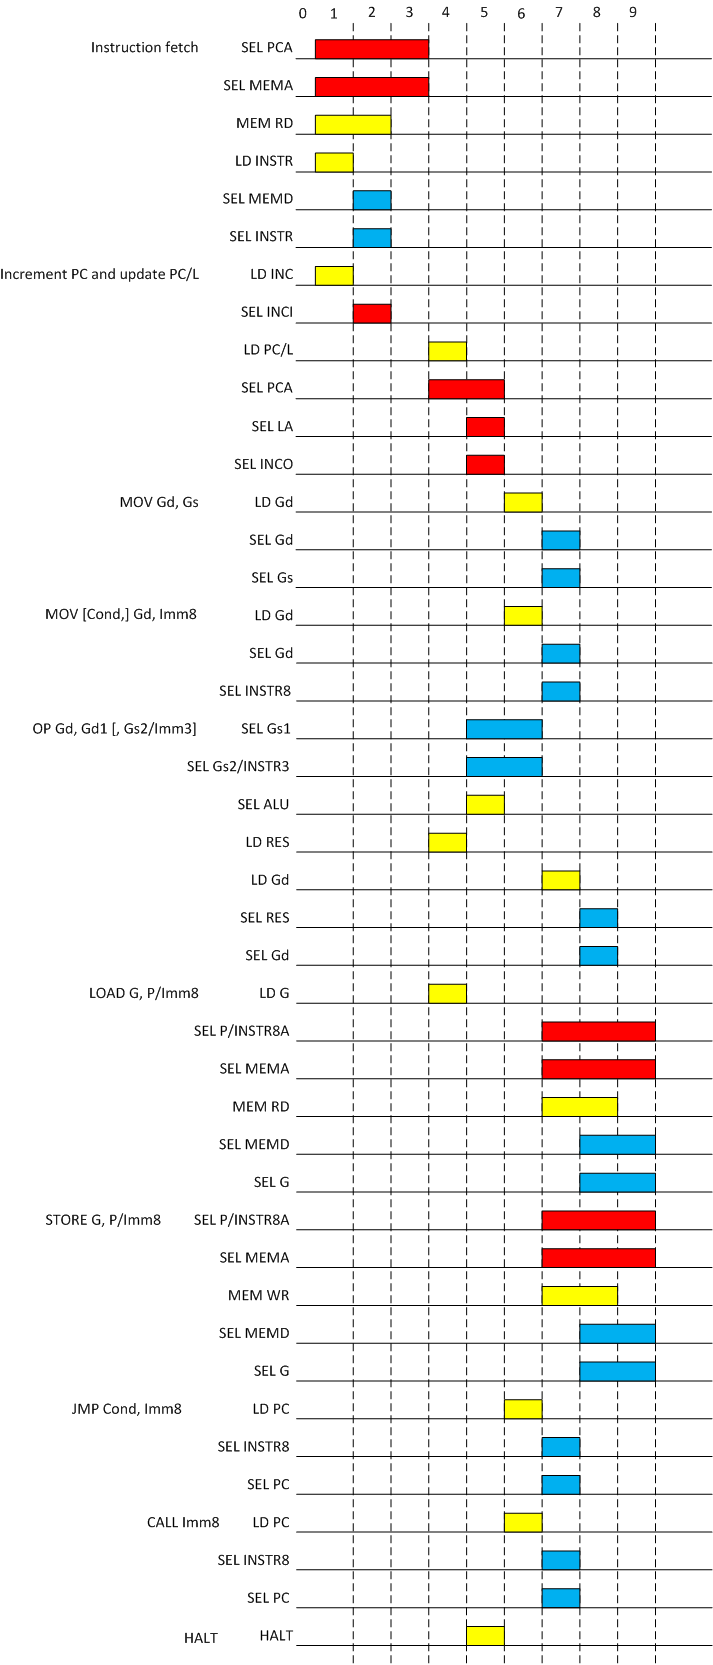 0 1 2 3 4 5 6 7 8 9
Instruction fetch SEL PCA
SEL MEMA
MEM RD
LD INSTR
SEL MEMD
SEL INSTR
Increment PC and update PC/L LD INC
SEL INCI
LD PC/L
SEL PCA
SEL LA
SEL INCO
MOV Gd, Gs LD Gd
SEL Gd
SEL Gs
MOV [Cond,] Gd, Imm8 LD Gd
SEL Gd
SEL INSTR8
OP Gd, Gd1 [, Gs2/Imm3] SEL Gs1
SEL Gs2/INSTR3
SEL ALU
LD RES
LD Gd
SEL RES
SEL Gd
LOAD G, P/Imm8 LD G
SEL P/INSTR8A
SEL MEMA
MEM RD
SEL MEMD
SEL G
STORE G, P/Imm8 SEL P/INSTR8A
SEL MEMA
MEM WR
SEL MEMD
SEL G
JMP Cond, Imm8 LD PC
SEL INSTR8
SEL PC
CALL Imm8 LD PC
SEL INSTR8
SEL PC
HALT HALT